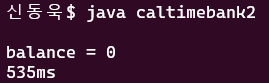 신동욱$ java caltimebank2
balance = 0
535ms